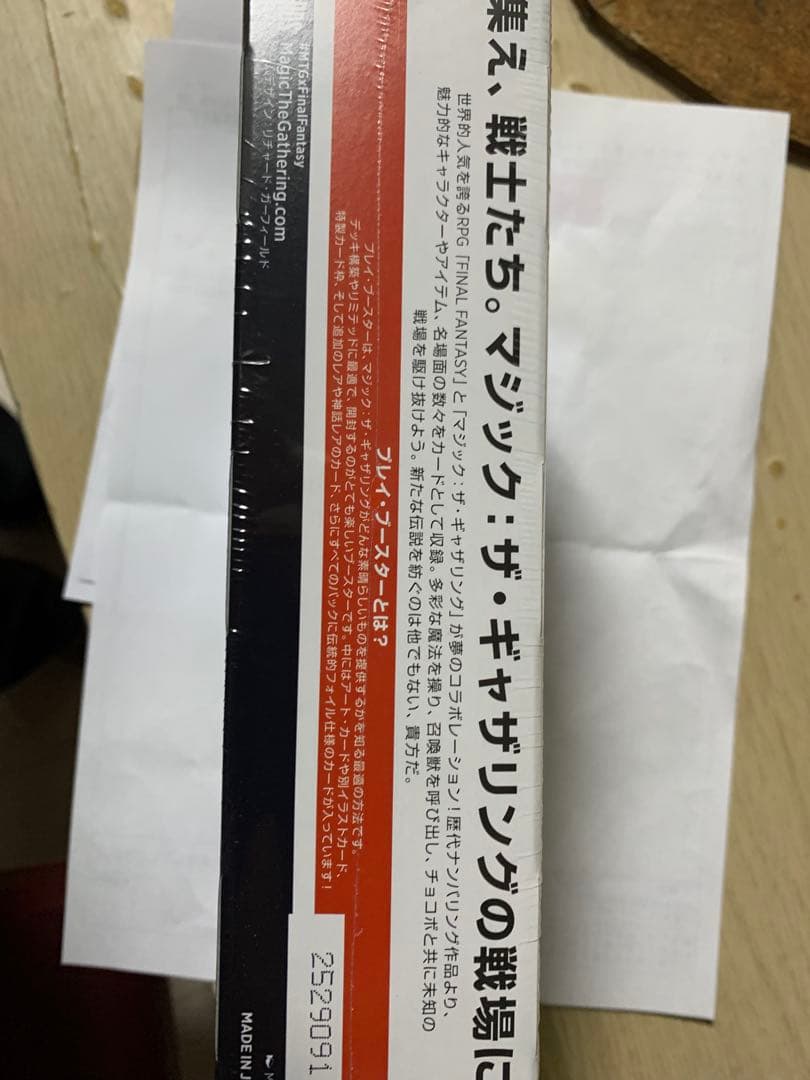 集え、戦士たち。マジック：ザ・ギャザリングの戦場に
世界的人気を誇るRPG「FINAL FANTASY」と「マジック：ザ・ギャザリング」が夢のコラボレーション！歴代ナンバリング作品より、
魅力的なキャラクターやアイテム、名場面の数々をカードとして収録。多彩な魔法を操り、召喚獣を呼び出し、チョコボと共に未知の
戦場を駆け抜けよう。新たな伝説を紡ぐのは他でもない、貴方だ。
プレイ・ブースターとは？
プレイ・ブースターは、マジック：ザ・ギャザリングがどんな素晴らしいものを提供するかを知る最適の方法です。
デッキ構築やリミテッドに最適で、開封するのがとても楽しいブースターです。中にはアート・カードや別イラストカード、
特製カード枠、そして追加のレアや神話レアのカード、さらにすべてのパックに伝統的フォイル仕様のカードが入っています！
#MTGxFinalFantasy
MagicTheGathering.com
デザイン：リチャード・ガーフィールド
2529091
MADE IN J